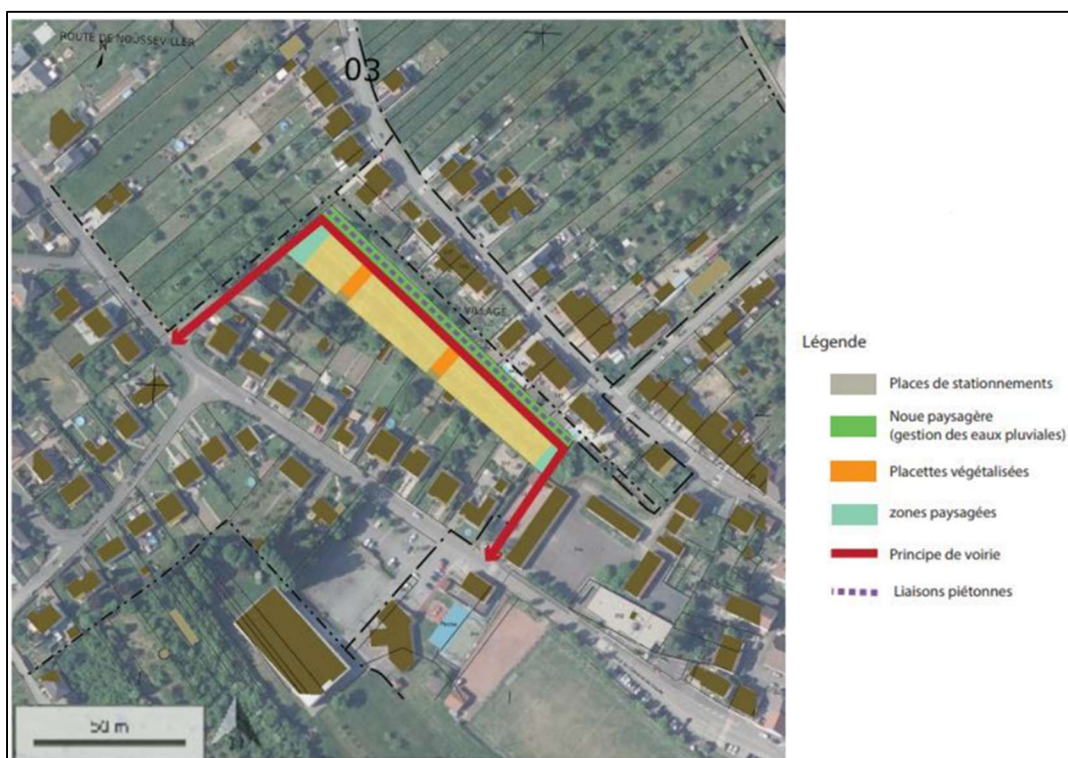 ROUTE DE NOUSSEVILLER
N
03
VILLAGE
50 m
Légende
Places de stationnements
Noue paysagère
(gestion des eaux pluviales)
Placettes végétalisées
zones paysagées
Principe de voirie
Liaisons piétonnes